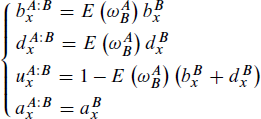 b_x^{A:B} = E (ω_B^A) b_x^B
d_x^{A:B} = E (ω_B^A) d_x^B
u_x^{A:B} = 1 − E (ω_B^A) (b_x^B + d_x^B)
a_x^{A:B} = a_x^B